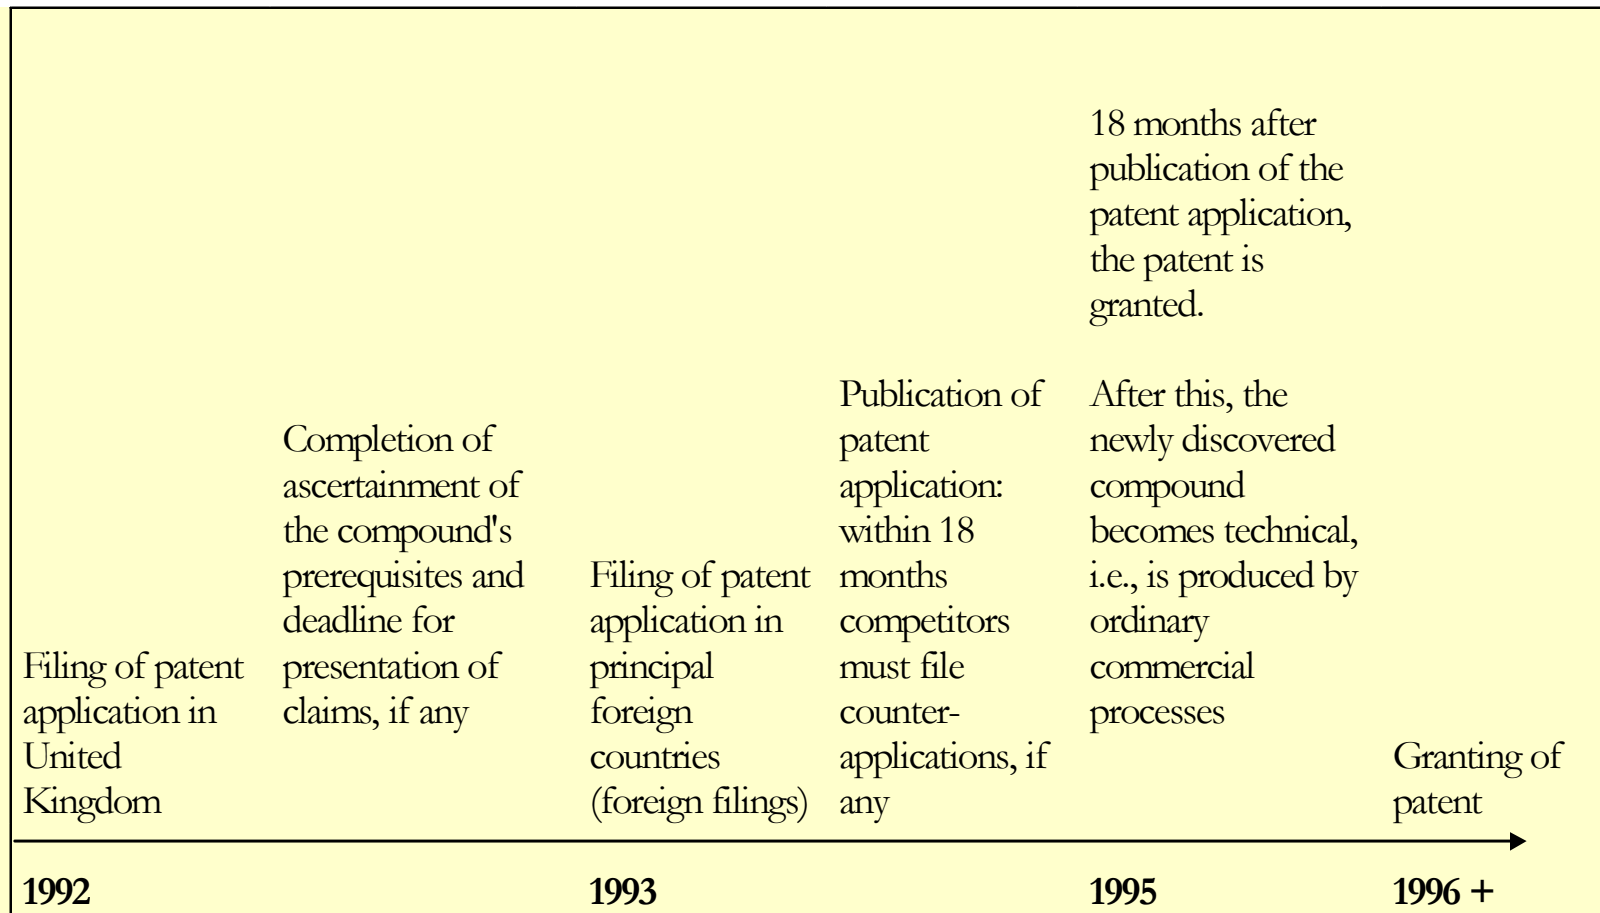 Filing of patent
application in
United
Kingdom
Completion of
ascertainment of
the compound's
prerequisites and
deadline for
presentation of
claims, if any
Filing of patent
application in
principal
foreign
countries
(foreign filings)
Publication of
patent
application:
within 18
months
competitors
must file
counter-
applications, if
any
18 months after
publication of the
patent application,
the patent is
granted.
After this, the
newly discovered
compound
becomes technical,
i.e., is produced by
ordinary
commercial
processes
Granting of
patent
1992
1993
1995
1996 +